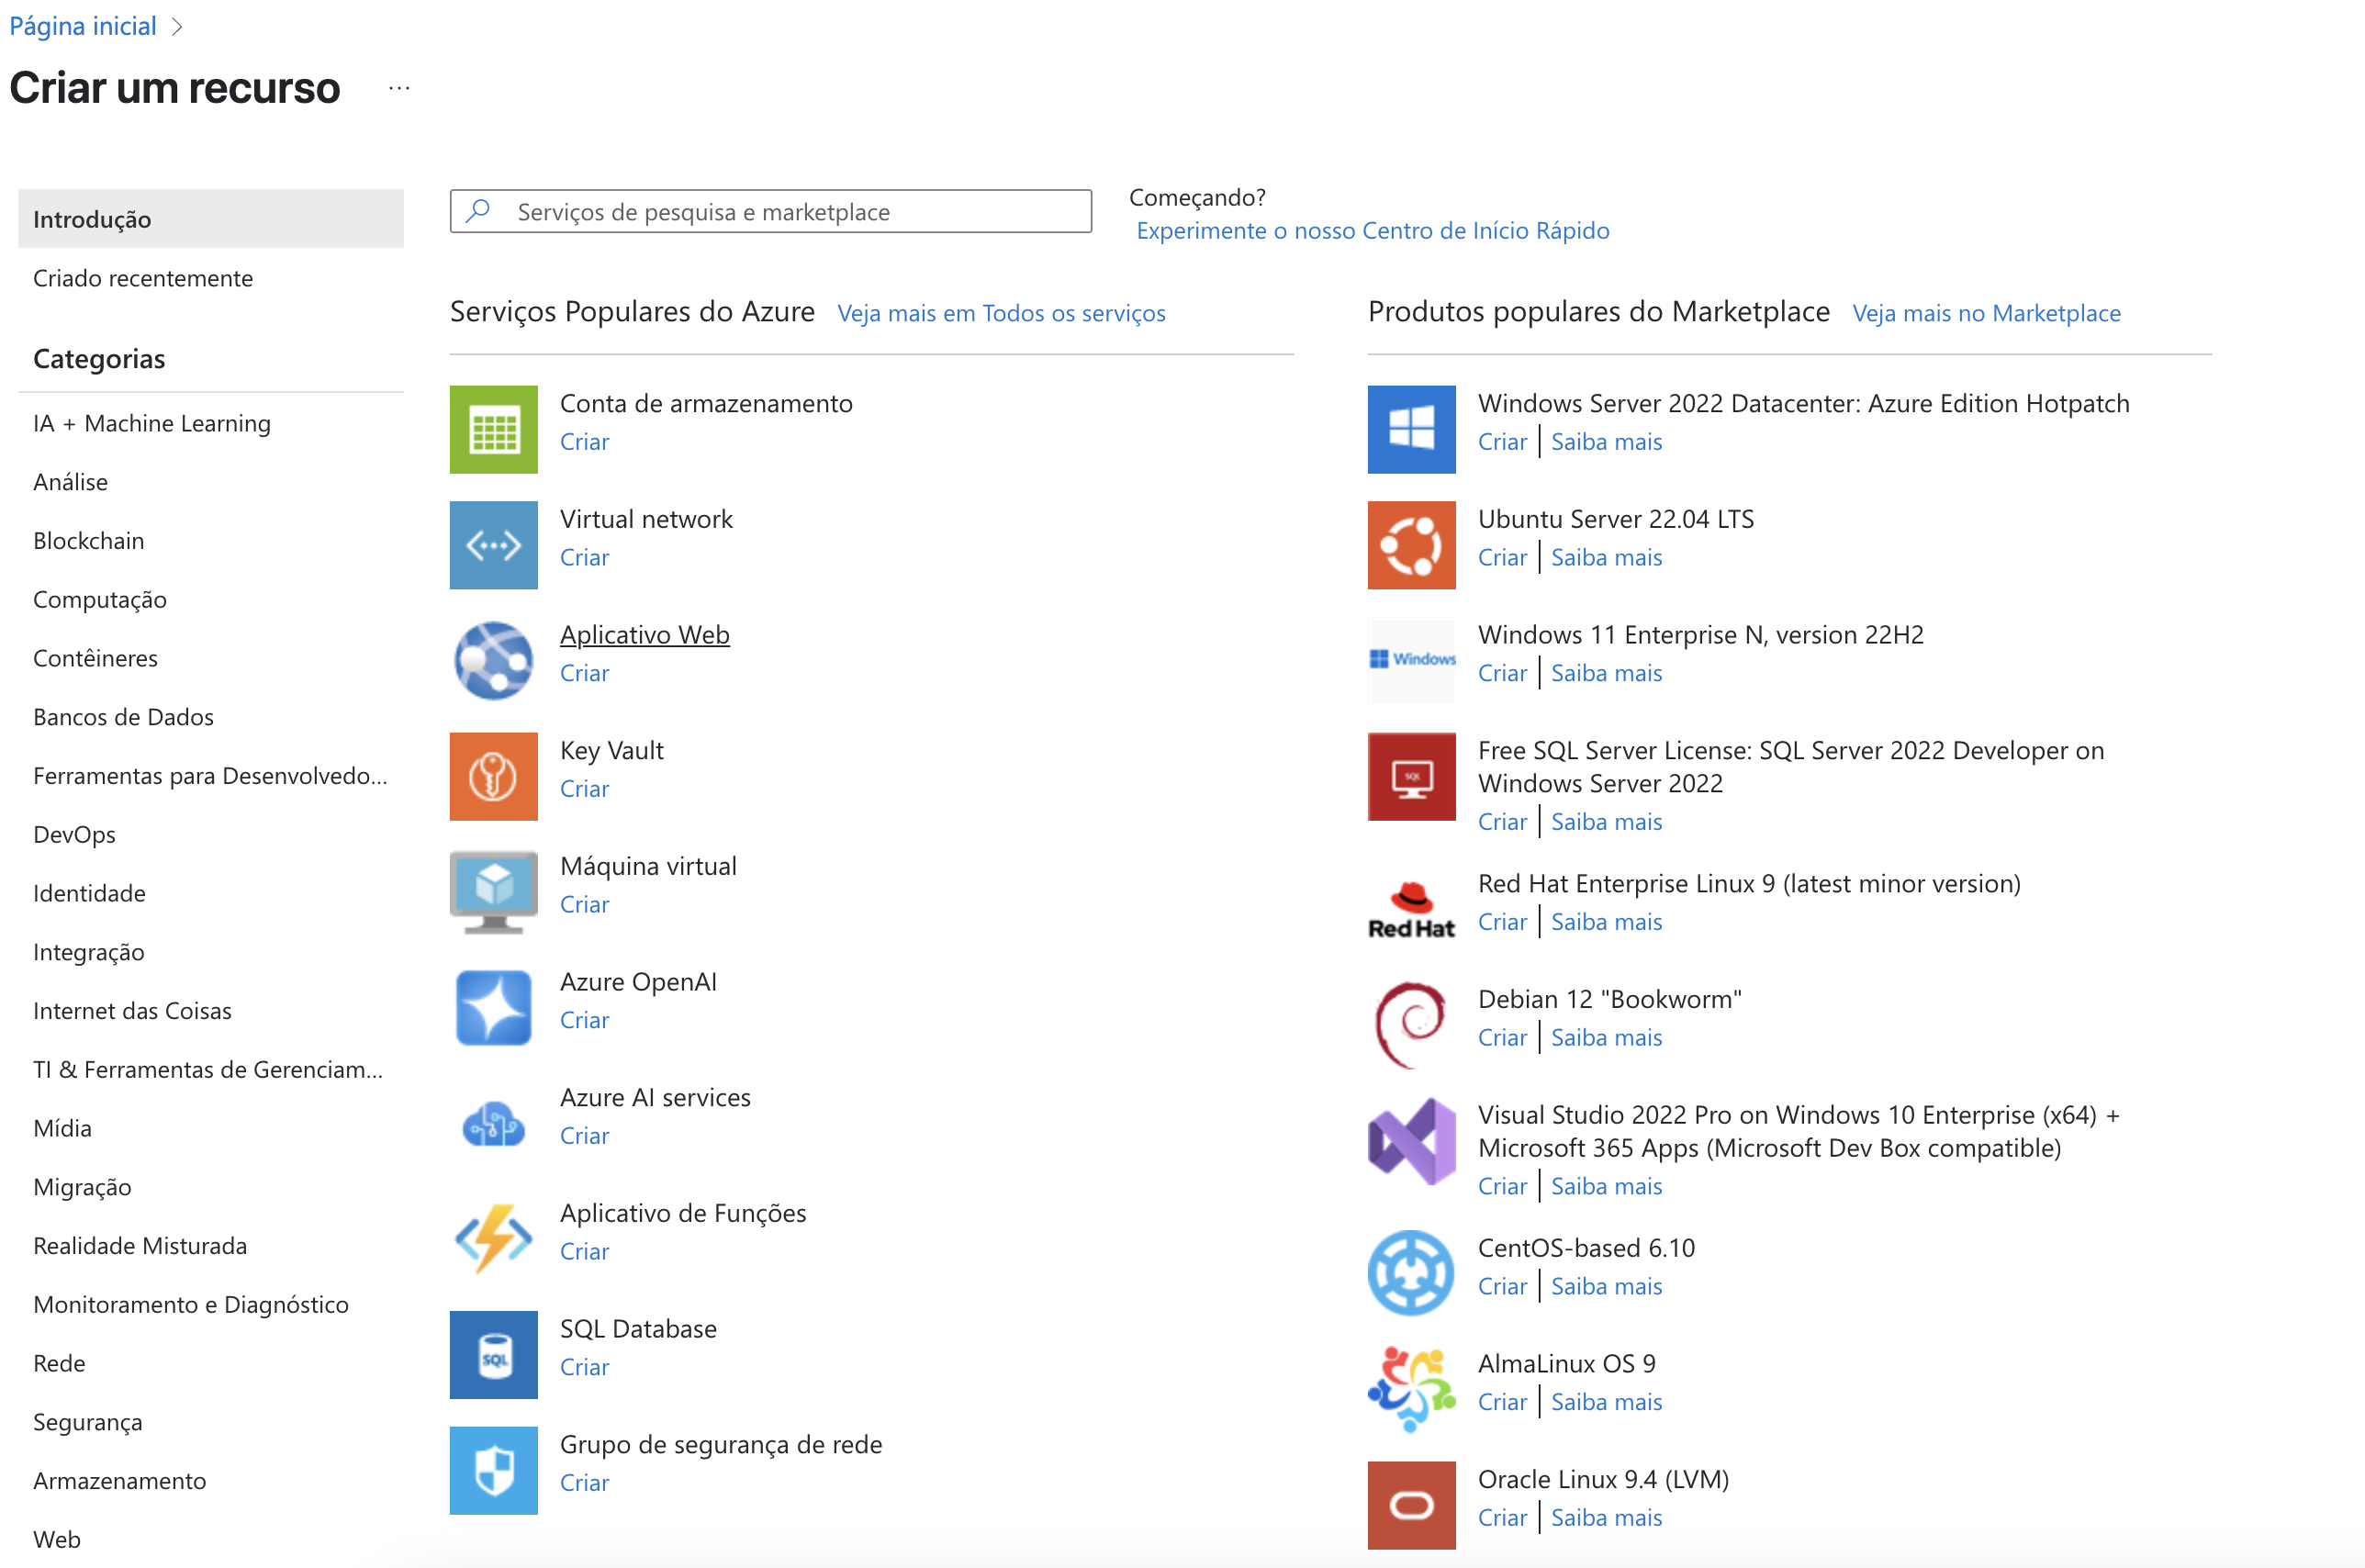 Página inicial
Criar um recurso
Introdução
Criado recentemente
Categorias
IA + Machine Learning
Análise
Blockchain
Computação
Contêineres
Bancos de Dados
Ferramentas para Desenvolvedo...
DevOps
Identidade
Integração
Internet das Coisas
TI & Ferramentas de Gerenciam...
Mídia
Migração
Realidade Misturada
Monitoramento e Diagnóstico
Rede
Segurança
Armazenamento
Web
Serviços de pesquisa e marketplace
Começando?
Experimente o nosso Centro de Início Rápido
Serviços Populares do Azure Veja mais em Todos os serviços
Conta de armazenamento
Criar
Virtual network
Criar
Aplicativo Web
Criar
Key Vault
Criar
Máquina virtual
Criar
Azure OpenAI
Criar
Azure AI services
Criar
Aplicativo de Funções
Criar
SQL
SQL Database
Criar
Grupo de segurança de rede
Criar
Produtos populares do Marketplace Veja mais no Marketplace
Windows Server 2022 Datacenter: Azure Edition Hotpatch
Criar | Saiba mais
Ubuntu Server 22.04 LTS
Criar | Saiba mais
Windows
Windows 11 Enterprise N, version 22H2
Criar | Saiba mais
SQL
Free SQL Server License: SQL Server 2022 Developer on
Windows Server 2022
Criar | Saiba mais
Red Hat
Red Hat Enterprise Linux 9 (latest minor version)
Criar | Saiba mais
Debian 12 "Bookworm"
Criar | Saiba mais
Visual Studio 2022 Pro on Windows 10 Enterprise (x64) +
Microsoft 365 Apps (Microsoft Dev Box compatible)
Criar | Saiba mais
CentOS-based 6.10
Criar | Saiba mais
AlmaLinux OS 9
Criar | Saiba mais
Oracle Linux 9.4 (LVM)
Criar | Saiba mais